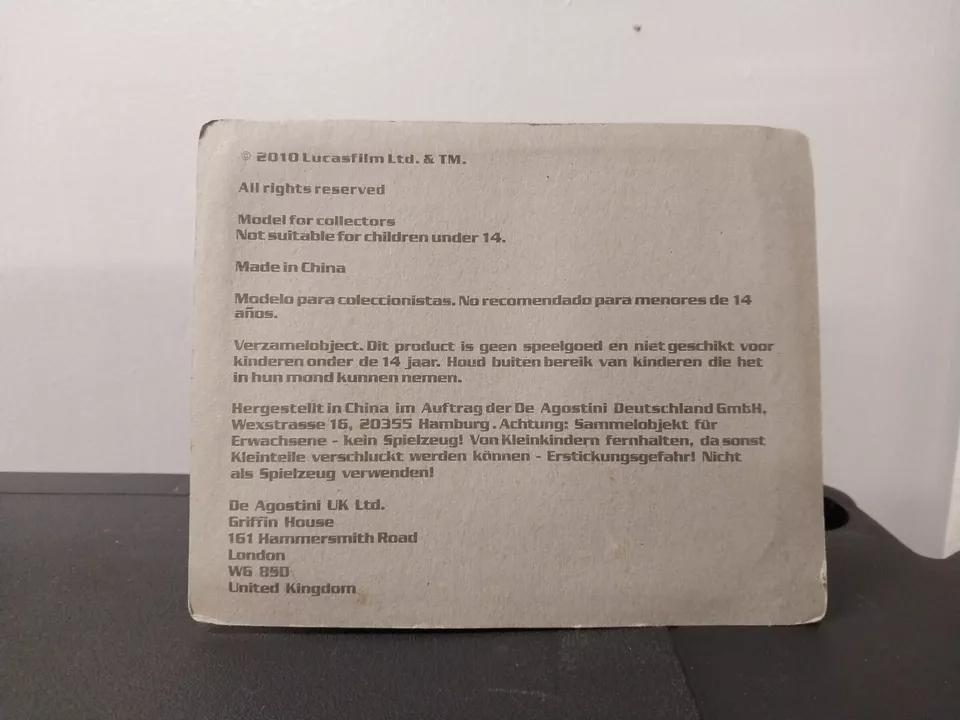 © 2010 Lucasfilm Ltd. & TM.
All rights reserved
Model for collectors
Not suitable for children under 14.
Made in China
Modelo para coleccionistas. No recomendado para menores de 14
años.
Verzamelobject. Dit product is geen speelgoed en niet geschikt voor
kinderen onder de 14 jaar. Houd buiten bereik van kinderen die het
in hun mond kunnen nemen.
Hergestellt in China im Auftrag der De Agostini Deutschland GmbH,
Wexstrasse 16, 20355 Hamburg. Achtung: Sammelobjekt für
Erwachsene - kein Spielzeug! Von Kleinkindern fernhalten, da sonst
Kleinteile verschluckt werden können - Erstickungsgefahr! Nicht
als Spielzeug verwenden!
De Agostini UK Ltd.
Griffin House
161 Hammersmith Road
London
W6 8SD
United Kingdom